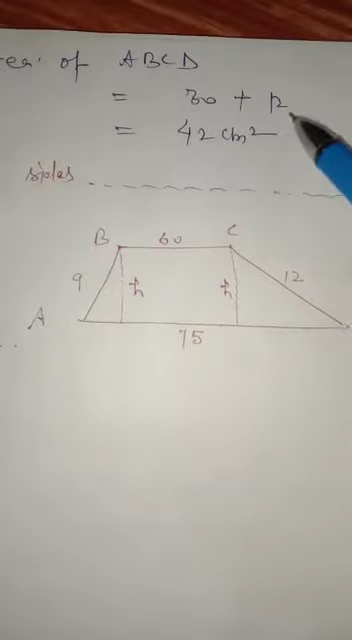 of ABCD
= 30 + 12
= 42 cm²
sides
B 60 C
9 h h 12
A
75